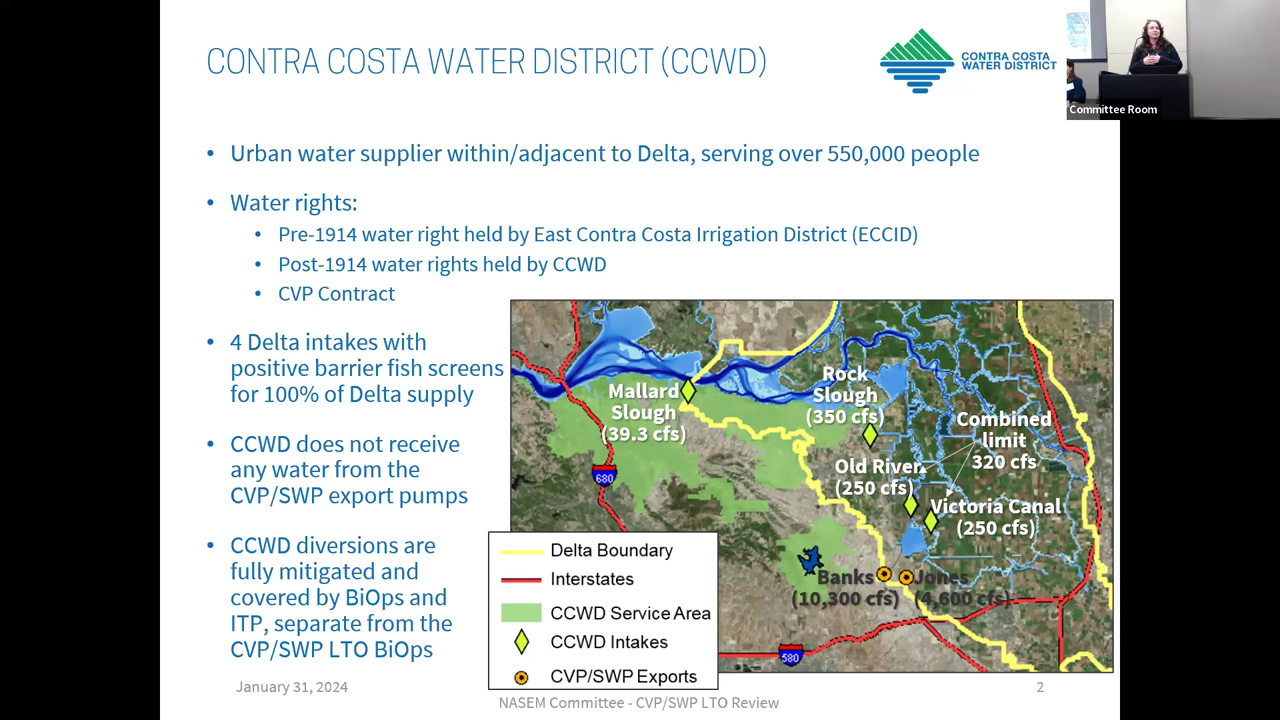 CONTRA COSTA WATER DISTRICT (CCWD)
CONTRA COSTA
WATER DISTRICT
Committee Room
• Urban water supplier within/adjacent to Delta, serving over 550,000 people
• Water rights:
• Pre-1914 water right held by East Contra Costa Irrigation District (ECCID)
• Post-1914 water rights held by CCWD
• CVP Contract
• 4 Delta intakes with
positive barrier fish screens
for 100% of Delta supply
• CCWD does not receive
any water from the
CVP/SWP export pumps
• CCWD diversions are
fully mitigated and
covered by BiOps and
ITP, separate from the
CVP/SWP LTO BiOps
Mallard
Slough
(39.3 cfs)
Rock
Slough
(350 cfs)
Combined
limit
320 cfs
Old River
(250 cfs)
Victoria Canal
(250 cfs)
Banks
(10,300 cfs)
Jones
(4,600 cfs)
680
580
Delta Boundary
Interstates
CCWD Service Area
CCWD Intakes
CVP/SWP Exports
January 31, 2024
NASEM Committee - CVP/SWP LTO Review
2